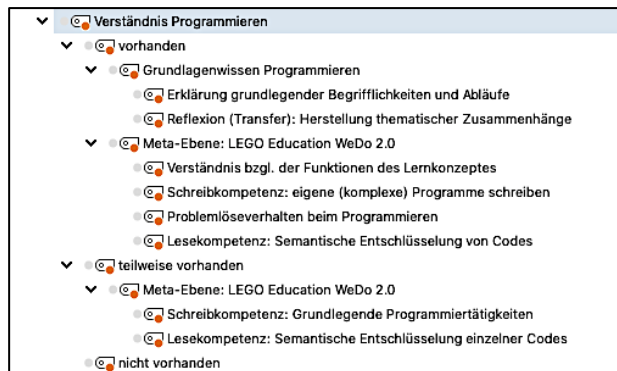 Verständnis Programmieren
vorhanden
Grundlagenwissen Programmieren
Erklärung grundlegender Begrifflichkeiten und Abläufe
Reflexion (Transfer): Herstellung thematischer Zusammenhänge
Meta-Ebene: LEGO Education WeDo 2.0
Verständnis bzgl. der Funktionen des Lernkonzeptes
Schreibkompetenz: eigene (komplexe) Programme schreiben
Problemlöseverhalten beim Programmieren
Lesekompetenz: Semantische Entschlüsselung von Codes
teilweise vorhanden
Meta-Ebene: LEGO Education WeDo 2.0
Schreibkompetenz: Grundlegende Programmiertätigkeiten
Lesekompetenz: Semantische Entschlüsselung einzelner Codes
nicht vorhanden